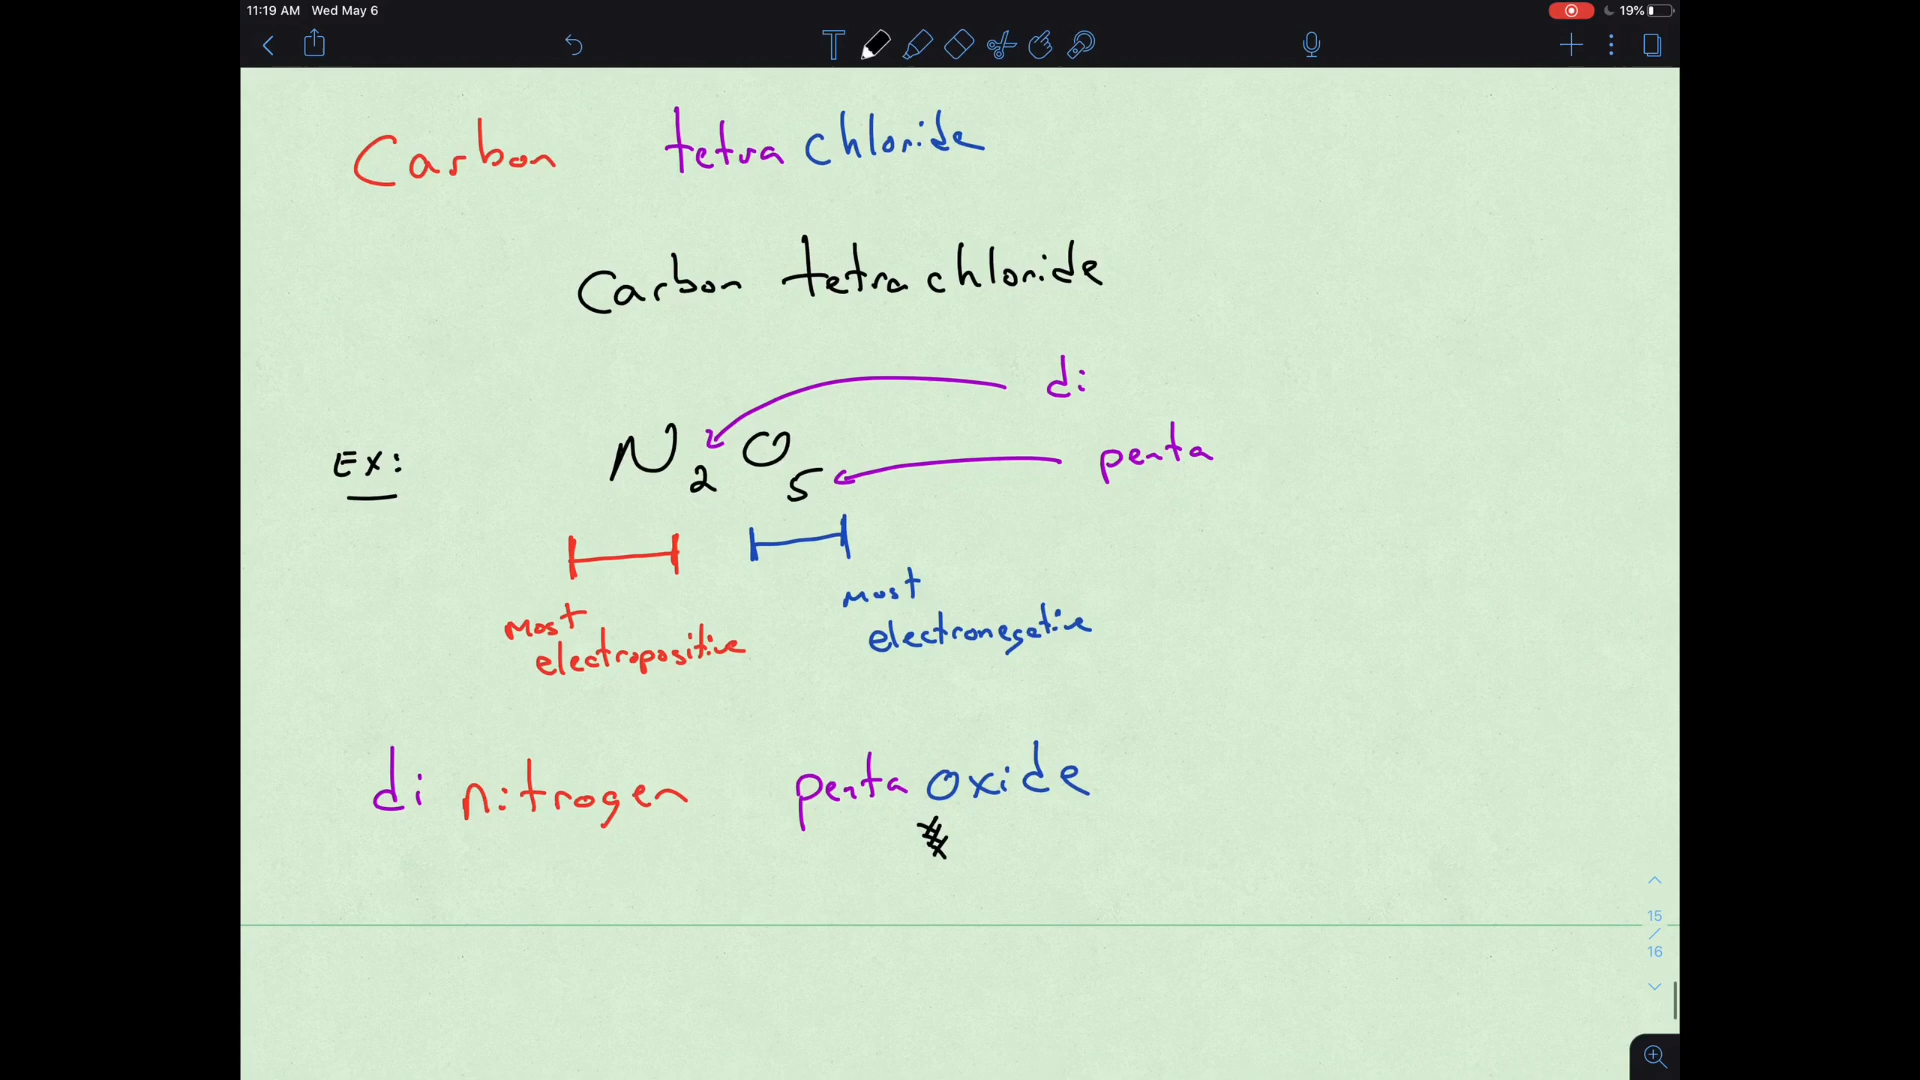 11:19 AM Wed May 6
19%
Carbon tetra chloride
Carbon tetrachloride
di
penta
Ex: N2O5
most electropositive
most electronegative
di nitrogen penta oxide
15
/
16